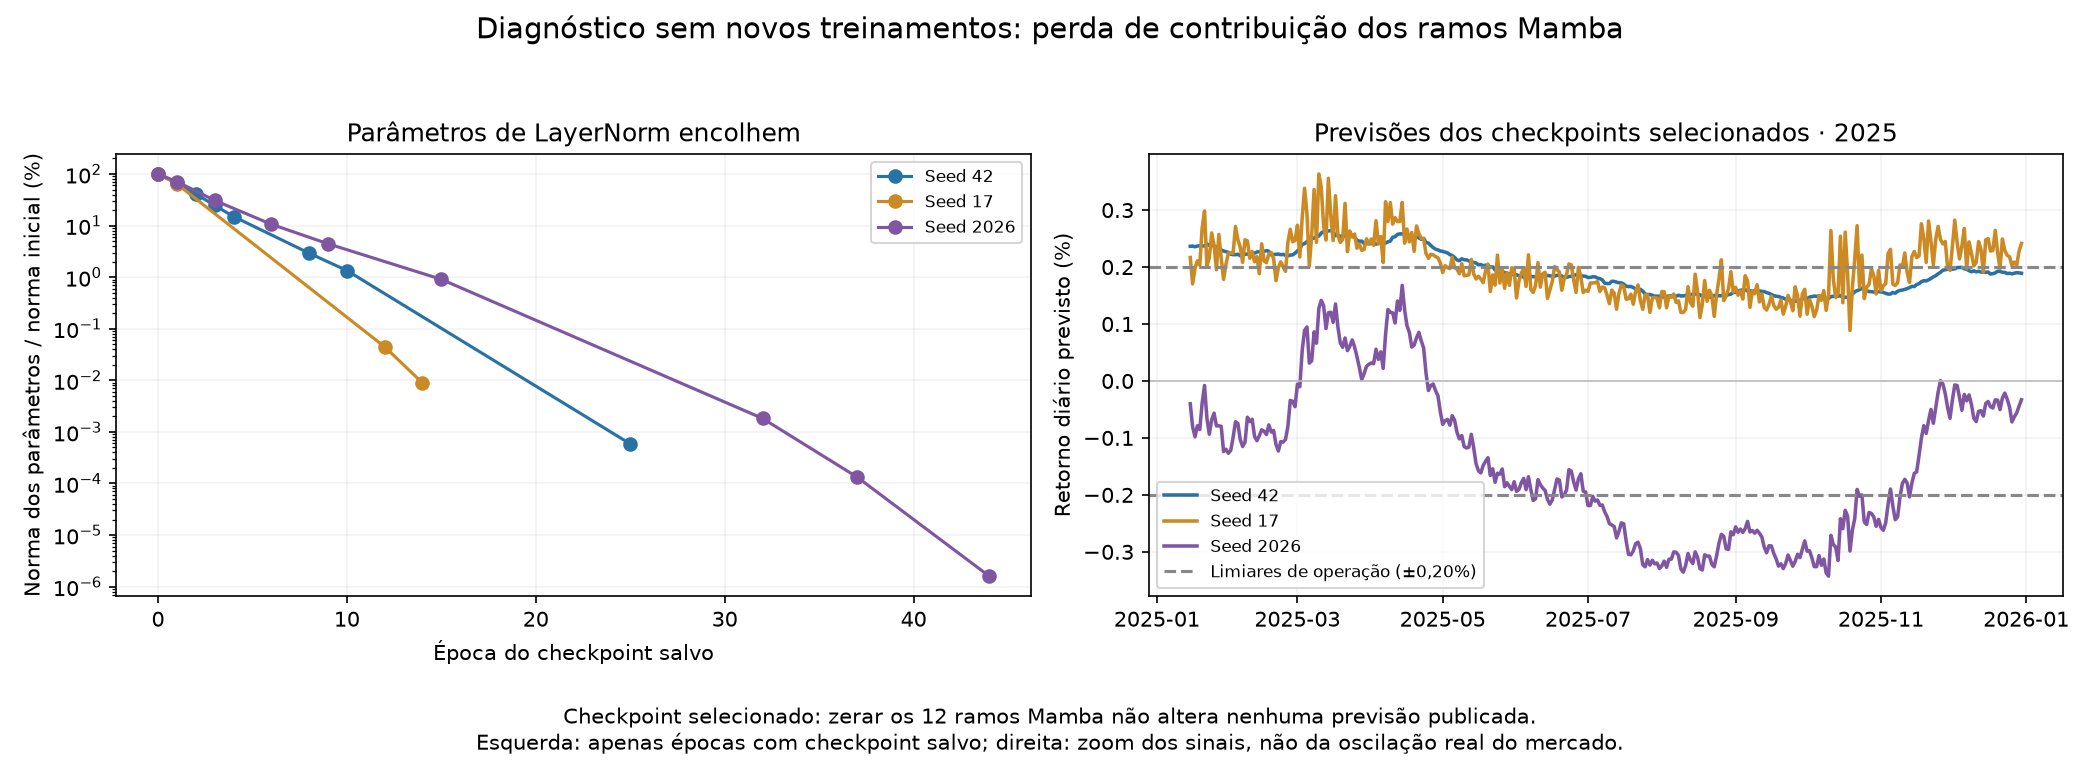 Diagnóstico sem novos treinamentos: perda de contribuição dos ramos Mamba
Parâmetros de LayerNorm encolhem
Norma dos parâmetros / norma inicial (%)
10²
10¹
10⁰
10⁻¹
10⁻²
10⁻³
10⁻⁴
10⁻⁵
10⁻⁶
Seed 42
Seed 17
Seed 2026
0
10
20
30
40
Época do checkpoint salvo
Previsões dos checkpoints selecionados · 2025
Retorno diário previsto (%)
0.3
0.2
0.1
0.0
−0.1
−0.2
−0.3
Seed 42
Seed 17
Seed 2026
Limiares de operação (±0,20%)
2025-01
2025-03
2025-05
2025-07
2025-09
2025-11
2026-01
Checkpoint selecionado: zerar os 12 ramos Mamba não altera nenhuma previsão publicada.
Esquerda: apenas épocas com checkpoint salvo; direita: zoom dos sinais, não da oscilação real do mercado.